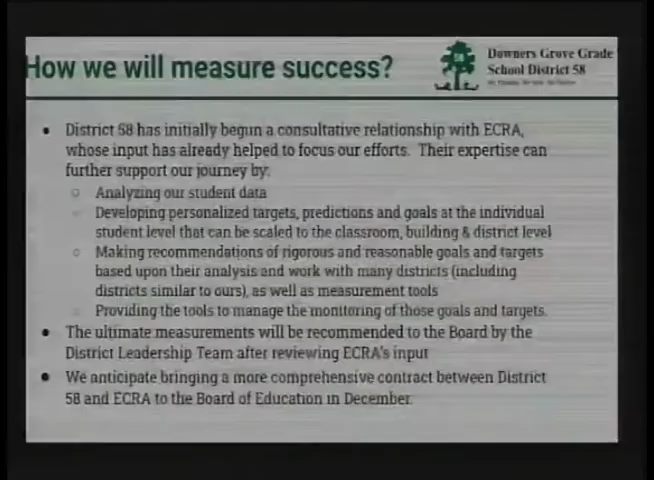 How we will measure success?
58
Downers Grove Grade
School District 58
• District 58 has initially begun a consultative relationship with ECRA,
whose input has already helped to focus our efforts. Their expertise can
further support our journey by:
○ Analyzing our student data
○ Developing personalized targets, predictions and goals at the individual
student level that can be scaled to the classroom, building & district level
○ Making recommendations of rigorous and reasonable goals and targets
based upon their analysis and work with many districts (including
districts similar to ours), as well as measurement tools
○ Providing the tools to manage the monitoring of those goals and targets.
• The ultimate measurements will be recommended to the Board by the
District Leadership Team after reviewing ECRA's input
• We anticipate bringing a more comprehensive contract between District
58 and ECRA to the Board of Education in December.